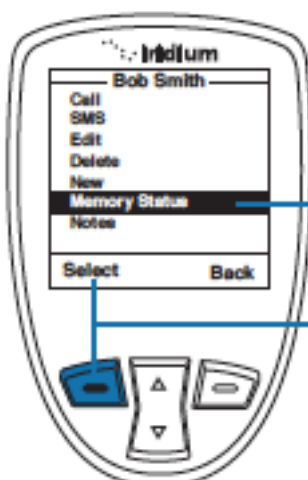 Iridium
Bob Smith
Call
SMS
Edit
Delete
New
Memory Status
Notes
Select Back